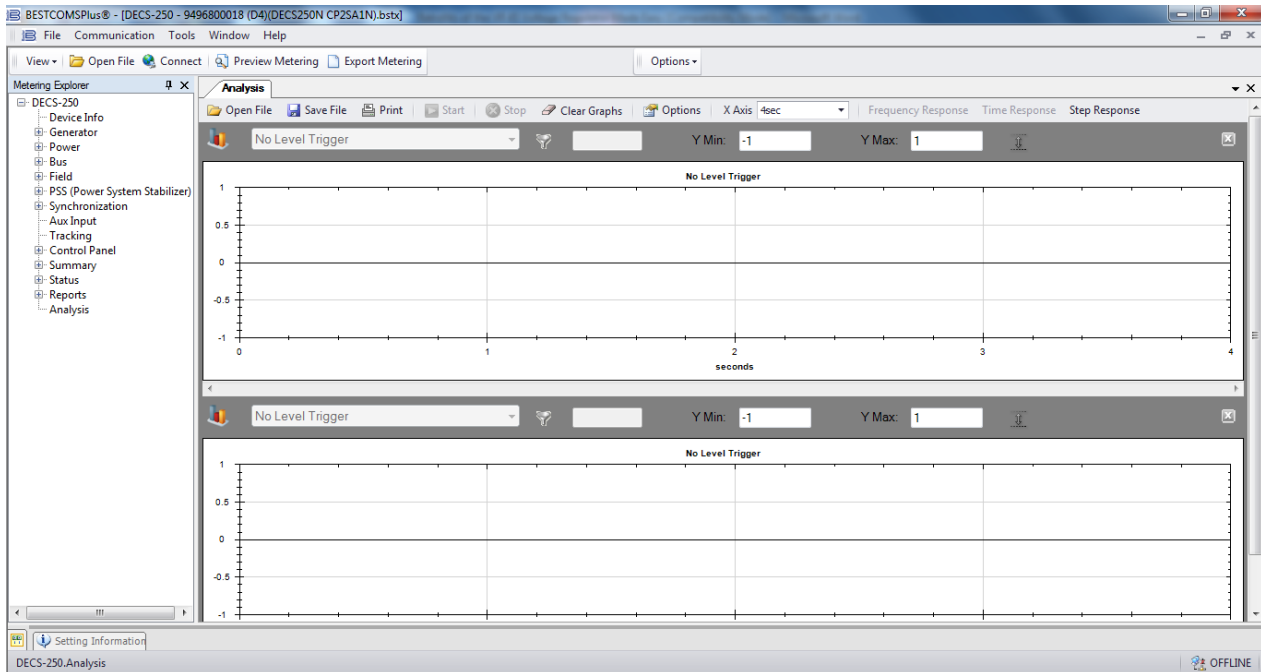 BESTCOMSPlus® - [DECS-250 - 9496800018 (D4)(DECS250N CP2SA1N).bstx]
File Communication Tools Window Help
View Open File Connect Preview Metering Export Metering Options
Metering Explorer
DECS-250
Device Info
Generator
Power
Bus
Field
PSS (Power System Stabilizer)
Synchronization
Aux Input
Tracking
Control Panel
Summary
Status
Reports
Analysis
Analysis
Open File Save File Print Start Stop Clear Graphs Options X Axis 4sec Frequency Response Time Response Step Response
No Level Trigger Y Min: -1 Y Max: 1
No Level Trigger
1
0.5
0
-0.5
-1
0 1 2 3 4
seconds
No Level Trigger Y Min: -1 Y Max: 1
No Level Trigger
1
0.5
0
-0.5
-1
Setting Information
DECS-250.Analysis OFFLINE